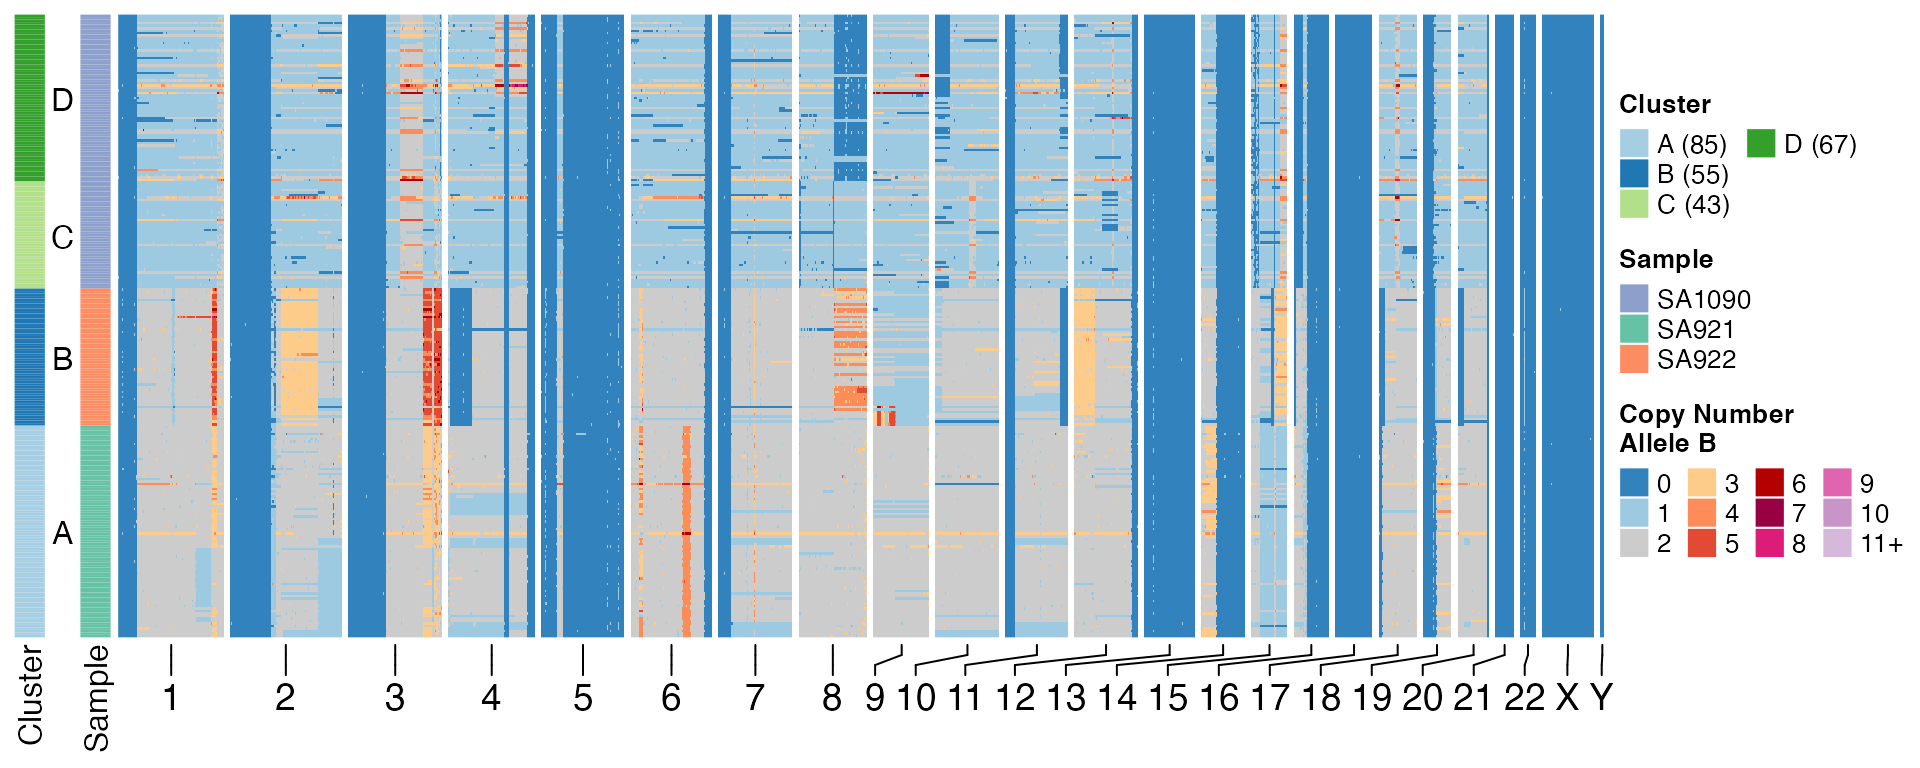 D
C
B
A
Cluster
Sample
1 2 3 4 5 6 7 8 9 10 11 12 13 14 15 16 17 18 19 20 21 22 X Y
Cluster
A (85) D (67)
B (55)
C (43)
Sample
SA1090
SA921
SA922
Copy Number
Allele B
0 3 6 9
1 4 7 10
2 5 8 11+